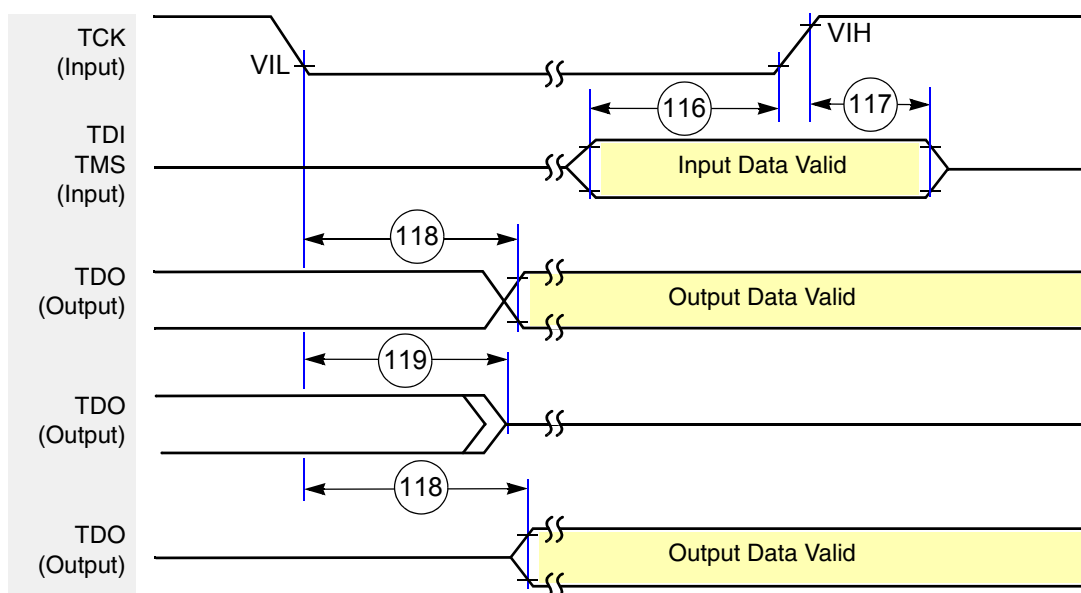 TCK
(Input)
VIL
VIH
116
117
TDI
TMS
(Input)
Input Data Valid
118
TDO
(Output)
Output Data Valid
119
TDO
(Output)
118
TDO
(Output)
Output Data Valid